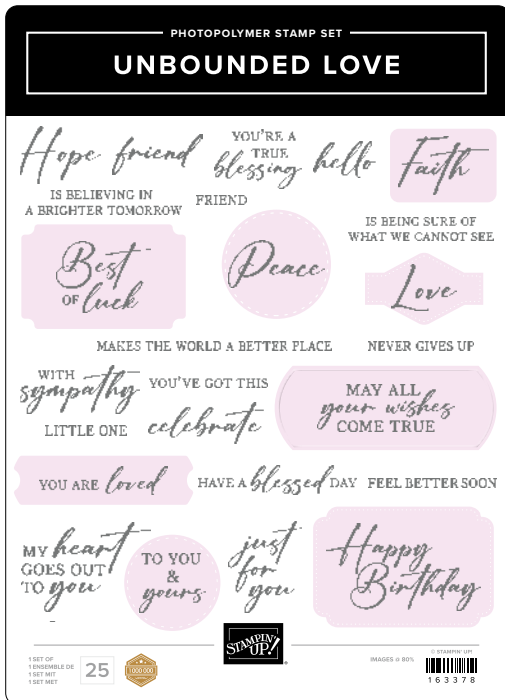 PHOTOPOLYMER STAMP SET
UNBOUNDED LOVE
Hope
friend
YOU'RE A
TRUE
blessing
hello
Faith
IS BELIEVING IN
A BRIGHTER TOMORROW
FRIEND
IS BEING SURE OF
WHAT WE CANNOT SEE
Best
OF luck
Peace
Love
MAKES THE WORLD A BETTER PLACE
NEVER GIVES UP
WITH
sympathy
YOU'VE GOT THIS
LITTLE ONE
celebrate
MAY ALL
your wishes
COME TRUE
YOU ARE loved
HAVE A blessed DAY
FEEL BETTER SOON
MY heart
GOES OUT
TO you
TO YOU
&
yours
just
for
you
Happy
Birthday
1 SET OF
1 ENSEMBLE DE
1 SET MIT
1 SET MET
25
1000 000
STAMPIN'
UP!
IMAGES @ 80%
© STAMPIN' UP!
163378